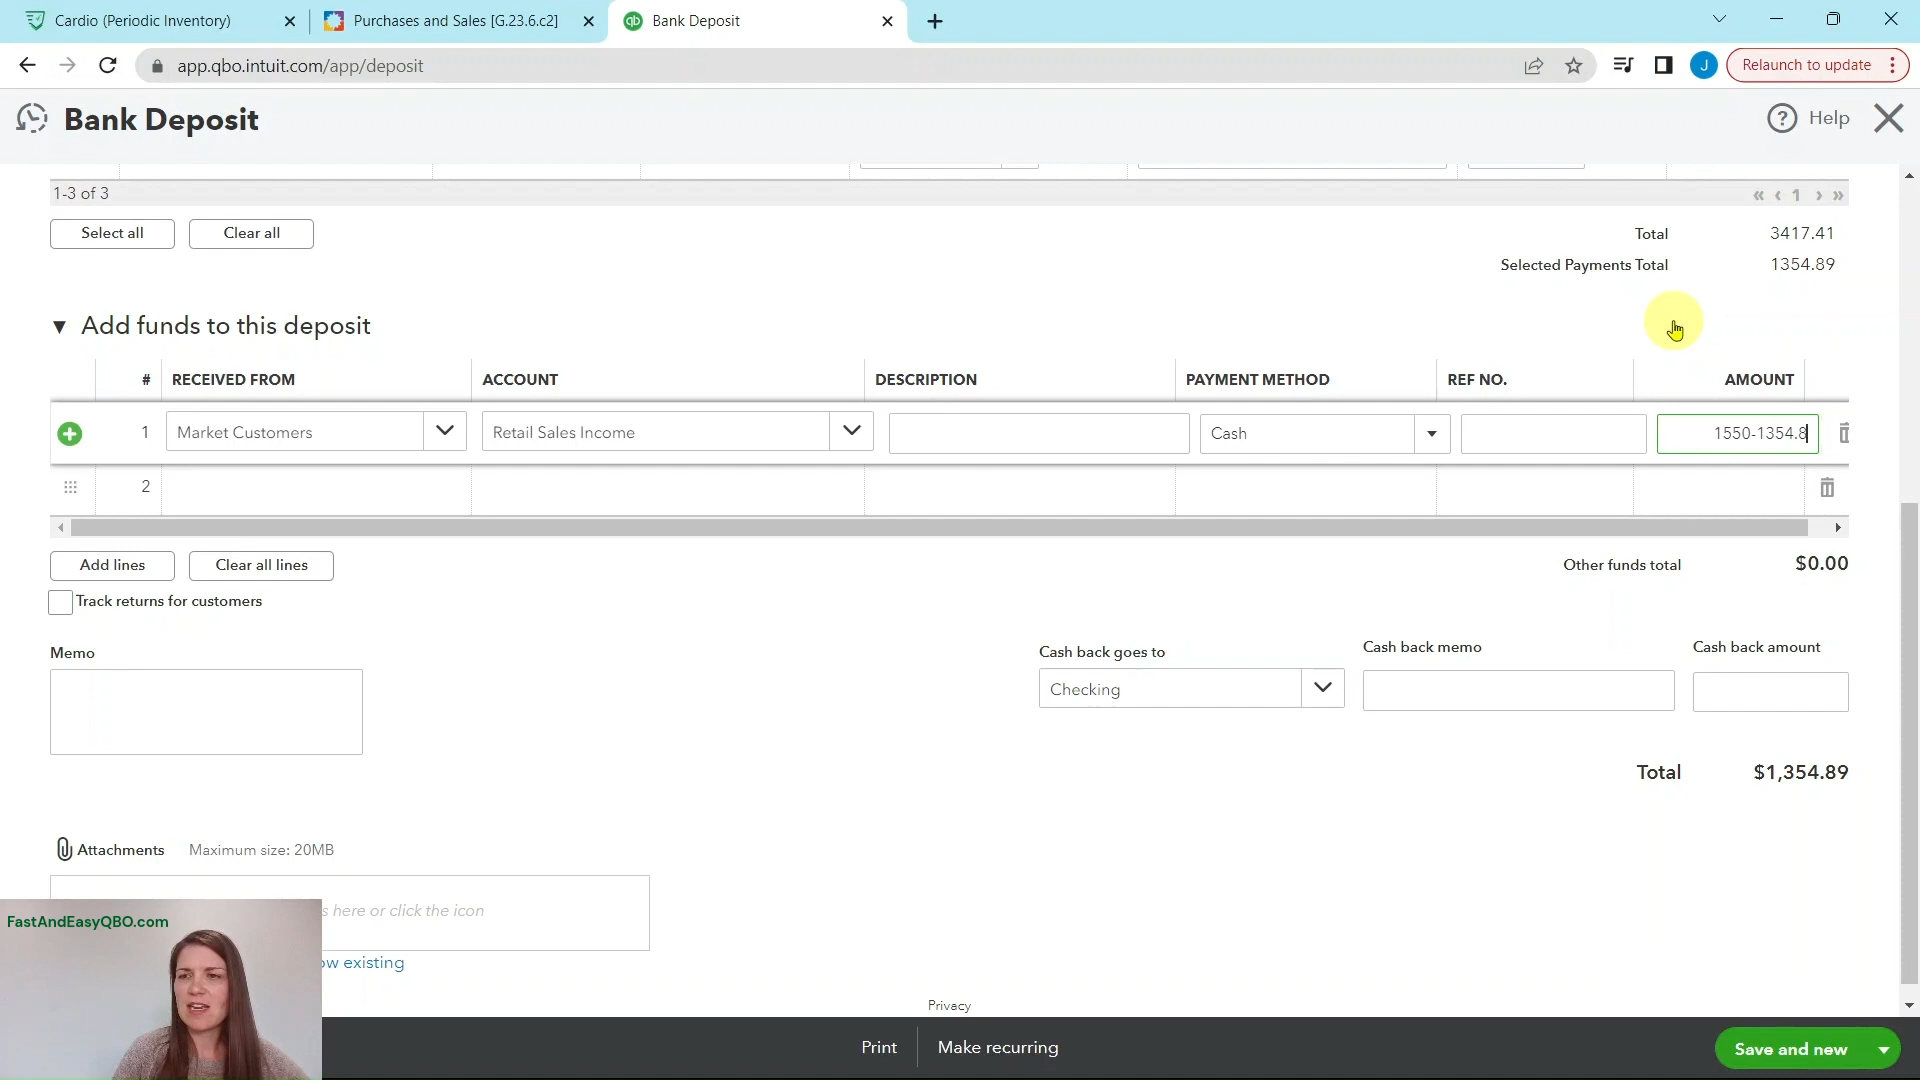 Cardio (Periodic Inventory)
Purchases and Sales [G.23.6.c2]
qb Bank Deposit
app.qbo.intuit.com/app/deposit
J
Relaunch to update
Bank Deposit
? Help
1-3 of 3
« ‹ 1 › »
Select all
Clear all
Total 3417.41
Selected Payments Total 1354.89
Add funds to this deposit
# RECEIVED FROM ACCOUNT DESCRIPTION PAYMENT METHOD REF NO. AMOUNT
1 Market Customers Retail Sales Income Cash 1550-1354.8
2
Add lines
Clear all lines
Other funds total $0.00
Track returns for customers
Memo
Cash back goes to
Cash back memo
Cash back amount
Checking
Total $1,354.89
Attachments Maximum size: 20MB
s here or click the icon
FastAndEasyQBO.com
ow existing
Privacy
Print
Make recurring
Save and new